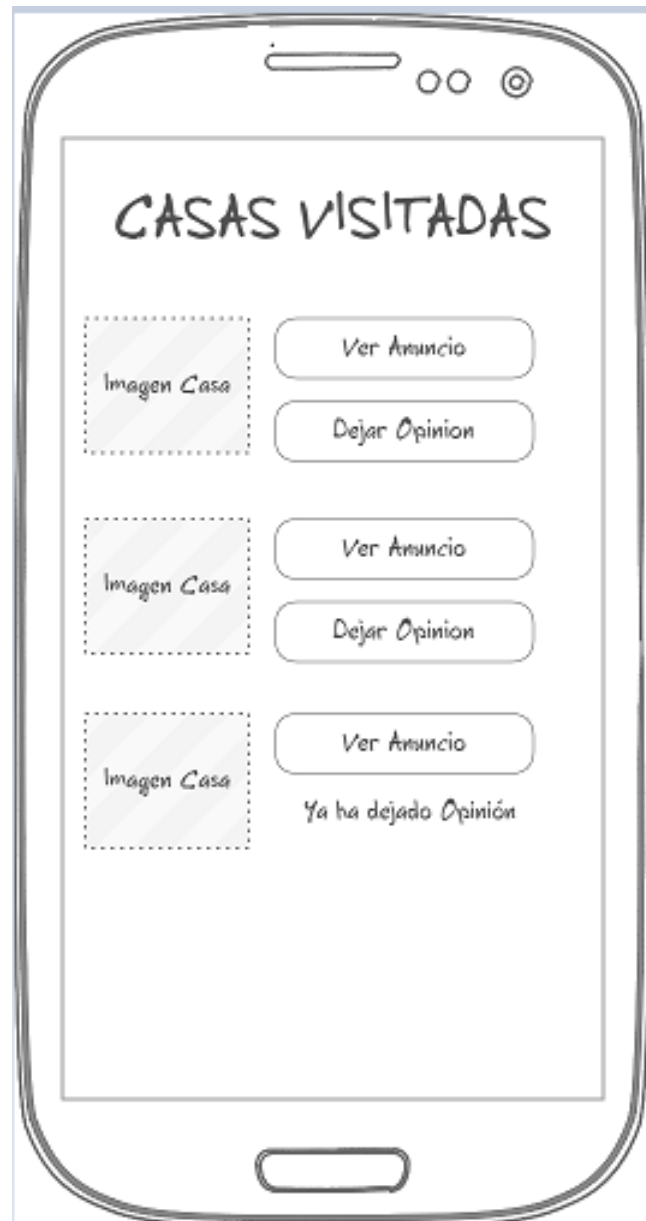 CASAS VISITADAS
Imagen Casa
Ver Anuncio
Dejar Opinion
Imagen Casa
Ver Anuncio
Dejar Opinion
Imagen Casa
Ver Anuncio
Ya ha dejado Opinión